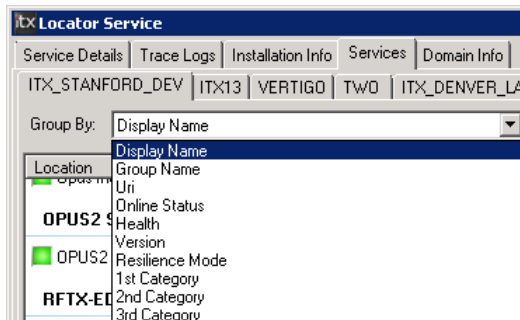 itx Locator Service
Service Details Trace Logs Installation Info Services Domain Info
ITX_STANFORD_DEV ITX13 VERTIGO TWO ITX_DENVER_LA
Group By: Display Name
Display Name
Location Group Name
Uri
Online Status
OPUS2 Health
Version
OPUS2 Resilience Mode
1st Category
RFTX-ED 2nd Category
3rd Category